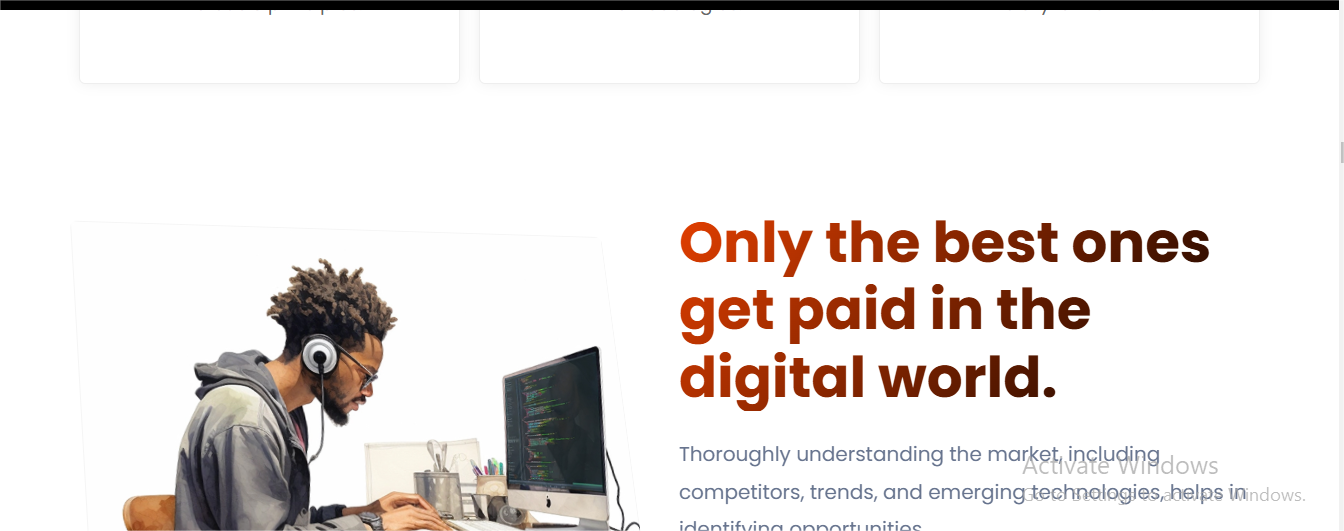 Only the best ones
get paid in the
digital world.
Thoroughly understanding the market, including
Activate Windows
competitors, trends, and emerging technologies, helps in
Go to Settings to activate Windows.
identifying opportunities